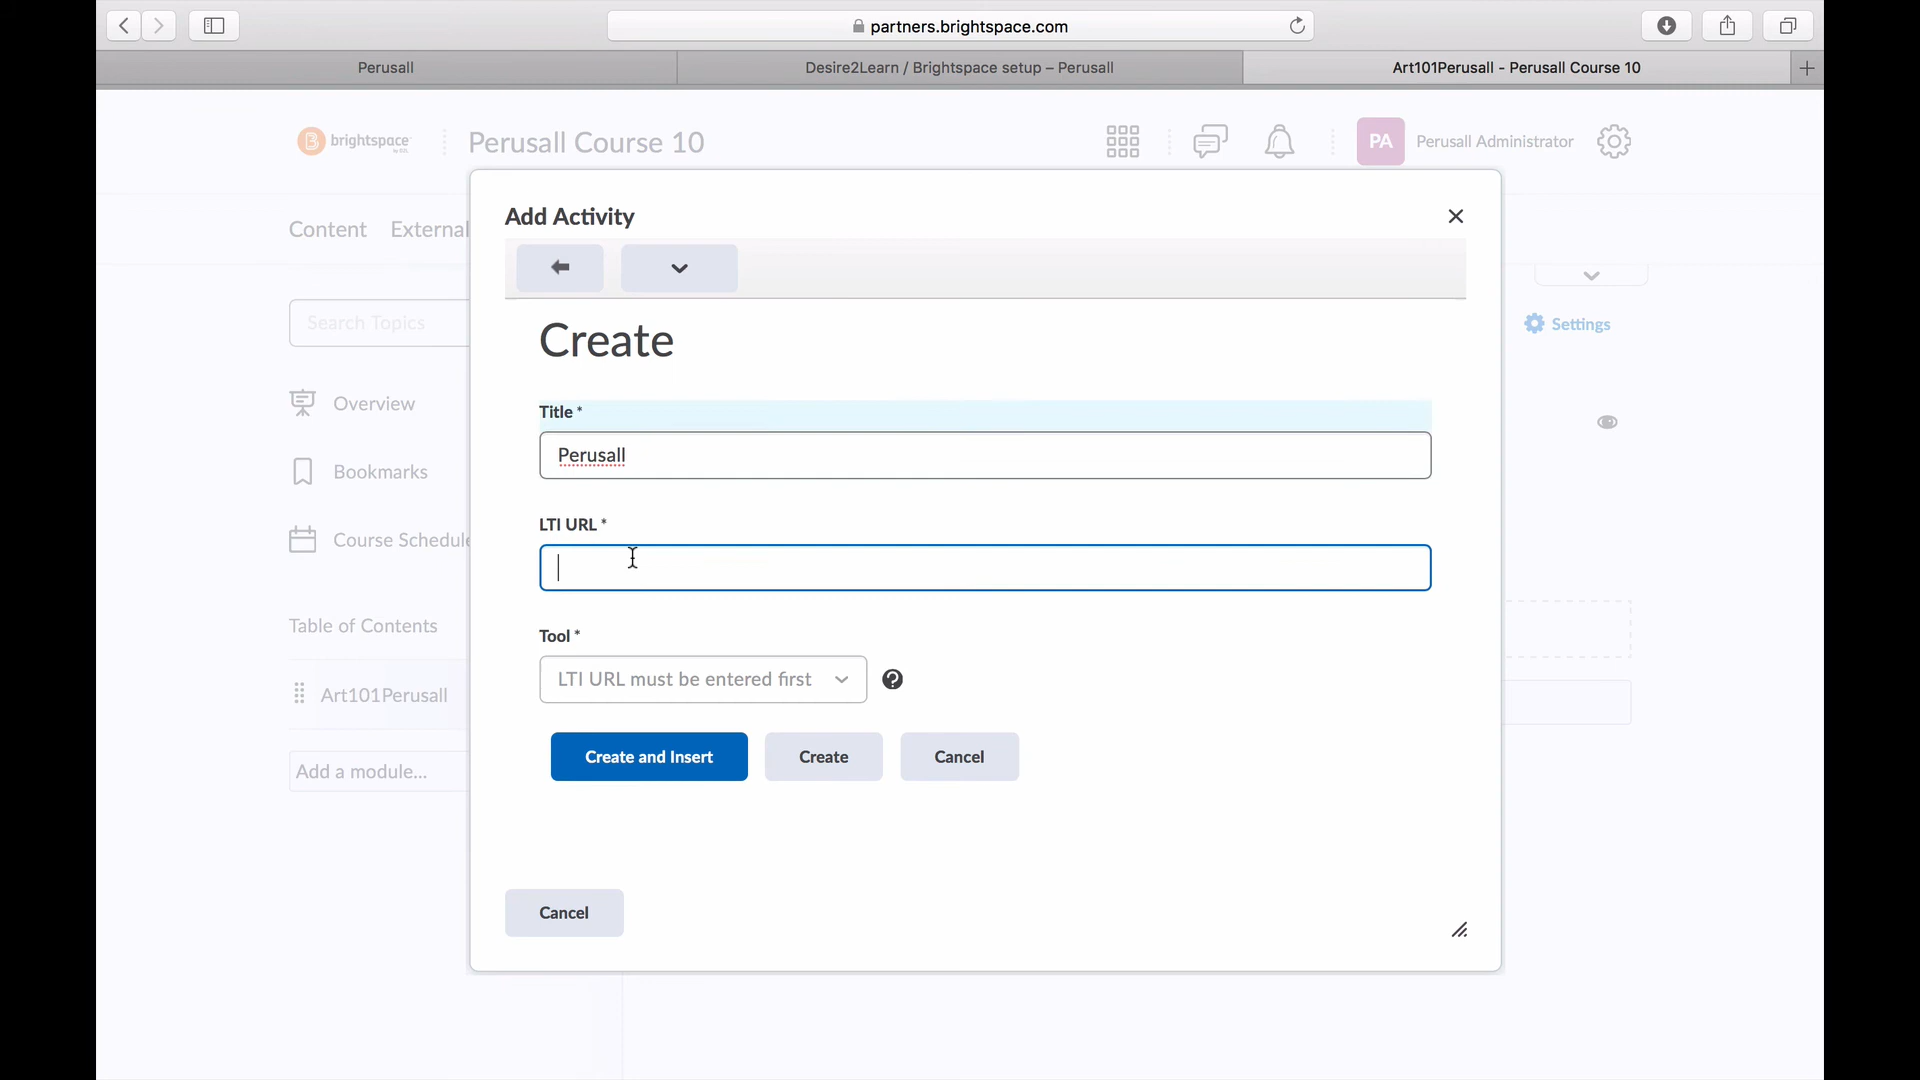 partners.brightspace.com
Perusall
Desire2Learn / Brightspace setup – Perusall
Art101Perusall - Perusall Course 10
brightspace
Perusall Course 10
PA
Perusall Administrator
Content
External
Add Activity
Search Topics
Settings
Create
Title *
Perusall
Overview
Bookmarks
LTI URL *
Course Schedule
Tool *
LTI URL must be entered first
Table of Contents
Art101Perusall
Add a module...
Create and Insert
Create
Cancel
Cancel